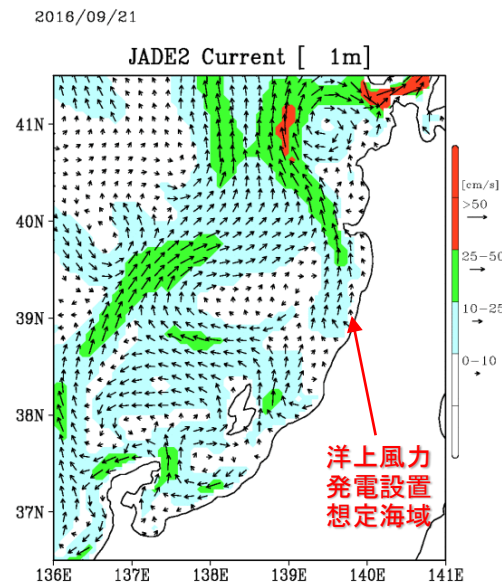 2016/09/21
JADE2 Current [ 1m]
41N
40N
39N
38N
37N
136E 137E 138E 139E 140E 141E
[cm/s]
>50
25-50
10-25
0-10
洋上風力
発電設置
想定海域